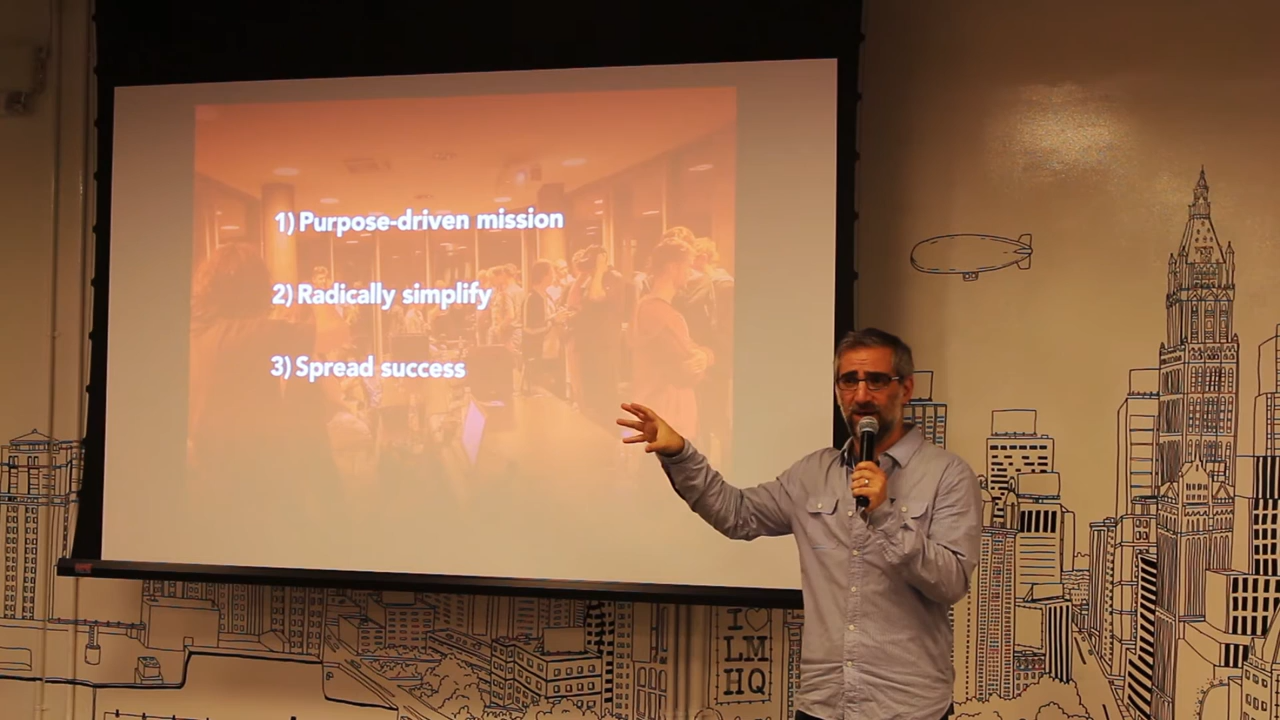 1) Purpose-driven mission
2) Radically simplify
3) Spread success
I ♡
LM
HQ